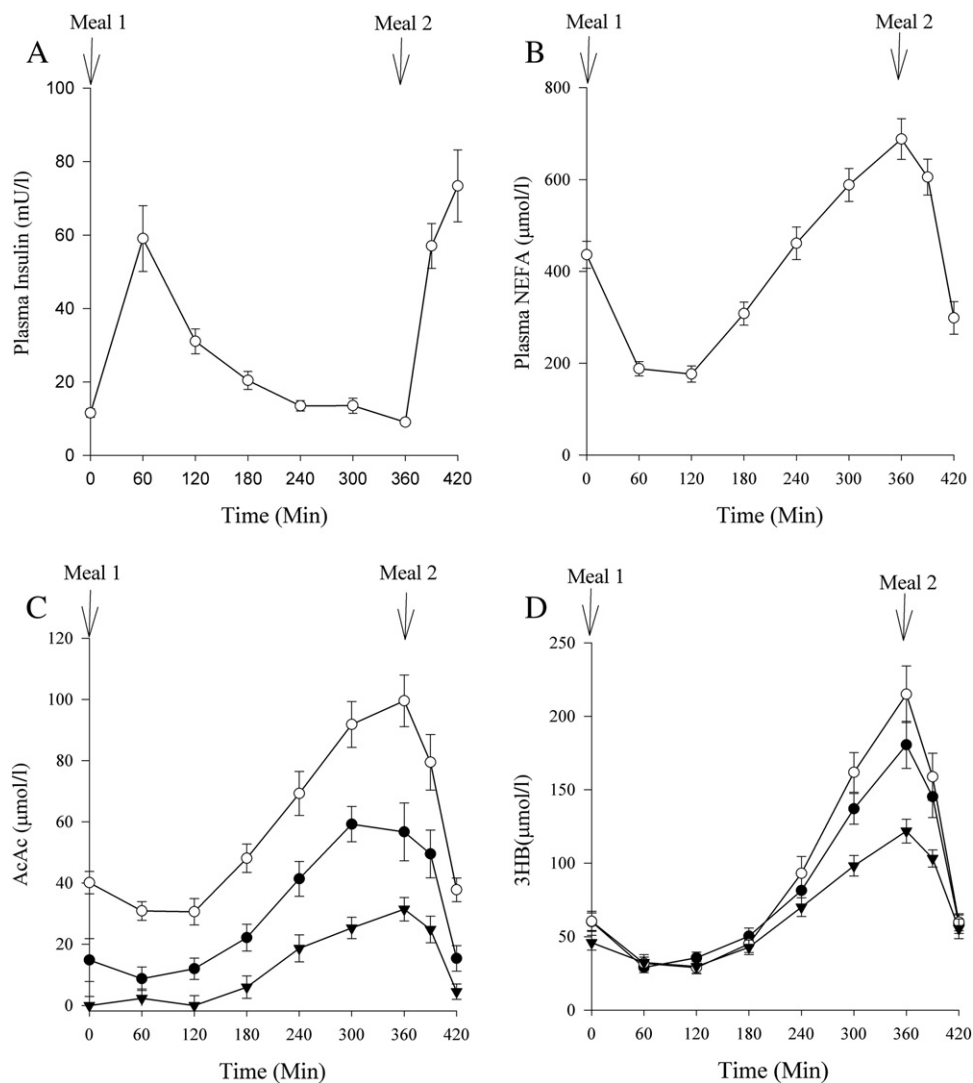 Meal 1
Meal 2
A
Plasma Insulin (mU/l)
100
80
60
40
20
0
0 60 120 180 240 300 360 420
Time (Min)
Meal 1
Meal 2
B
Plasma NEFA (µmol/l)
800
600
400
200
0
0 60 120 180 240 300 360 420
Time (Min)
Meal 1
Meal 2
C
AcAc (µmol/l)
120
100
80
60
40
20
0
0 60 120 180 240 300 360 420
Time (Min)
Meal 1
Meal 2
D
3HB(µmol/l)
250
200
150
100
50
0
0 60 120 180 240 300 360 420
Time (Min)